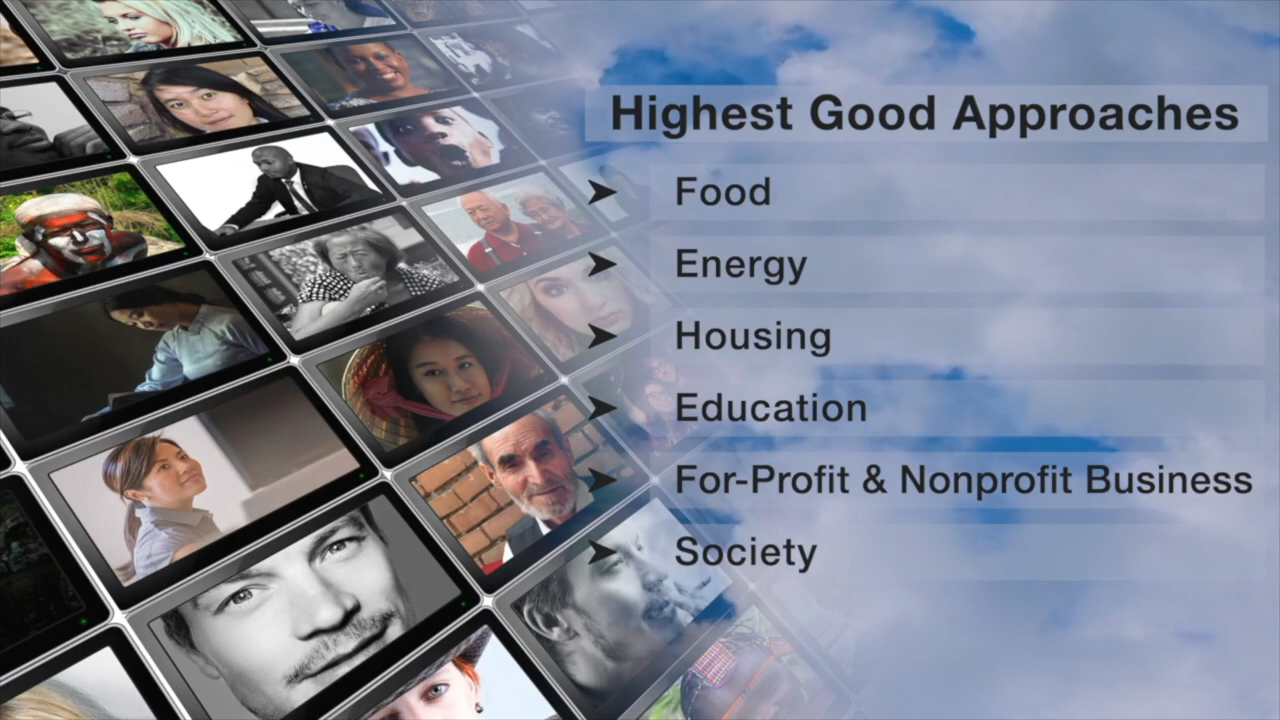 Highest Good Approaches
Food
Energy
Housing
Education
For-Profit & Nonprofit Business
Society